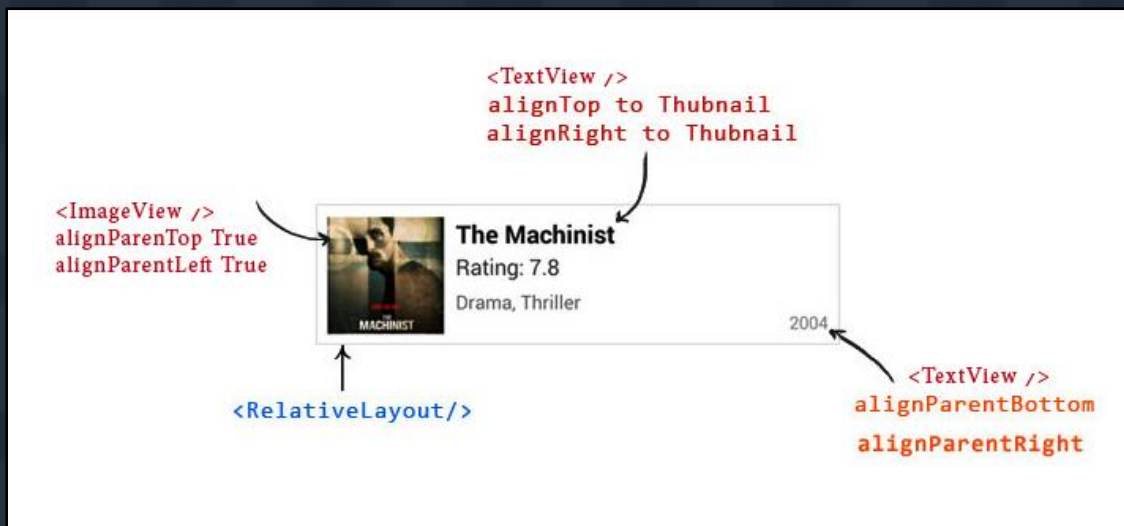 <TextView />
alignTop to Thubnail
alignRight to Thubnail
<ImageView />
alignParenTop True
alignParentLeft True
The Machinist
Rating: 7.8
Drama, Thriller
2004
THE
MACHINIST
<RelativeLayout/>
<TextView />
alignParentBottom
alignParentRight